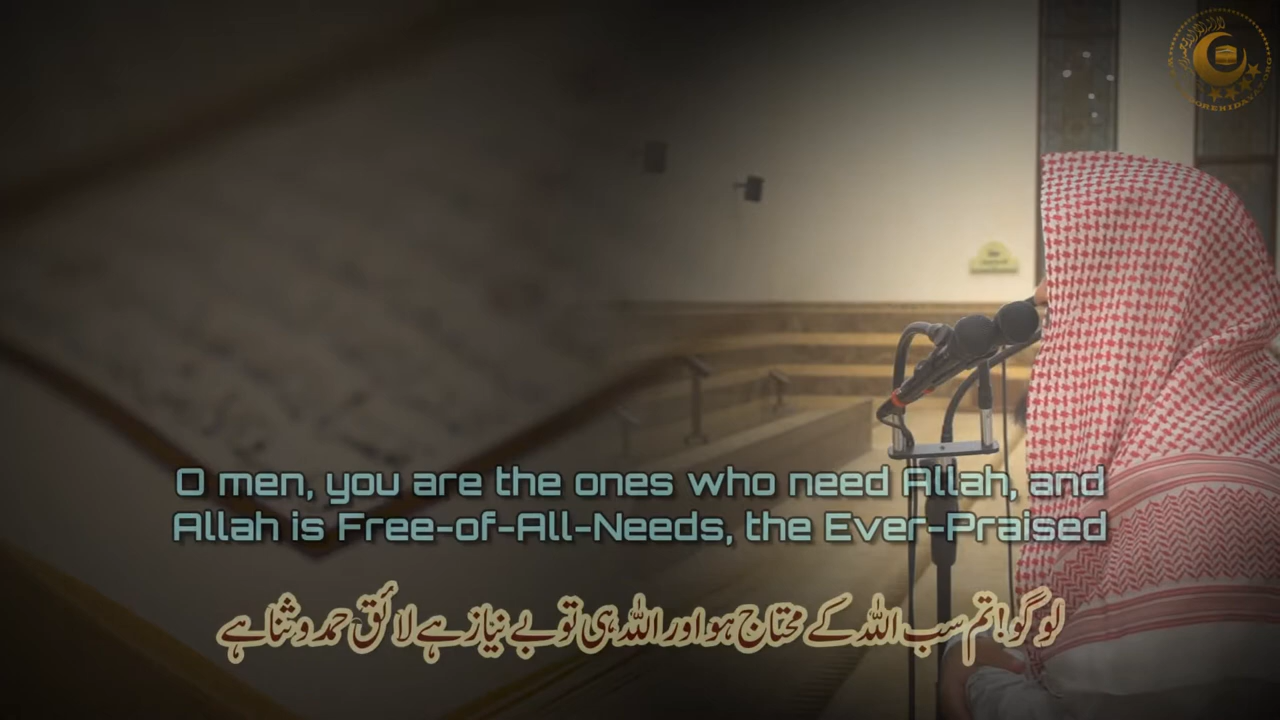 O men, you are the ones who need Allah, and
Allah is Free-of-All-Needs, the Ever-Praised
لوگو! تم سب اللہ کے محتاج ہو اور اللہ ہی تو بے نیاز ہے لائق حمد و ثنا ہے